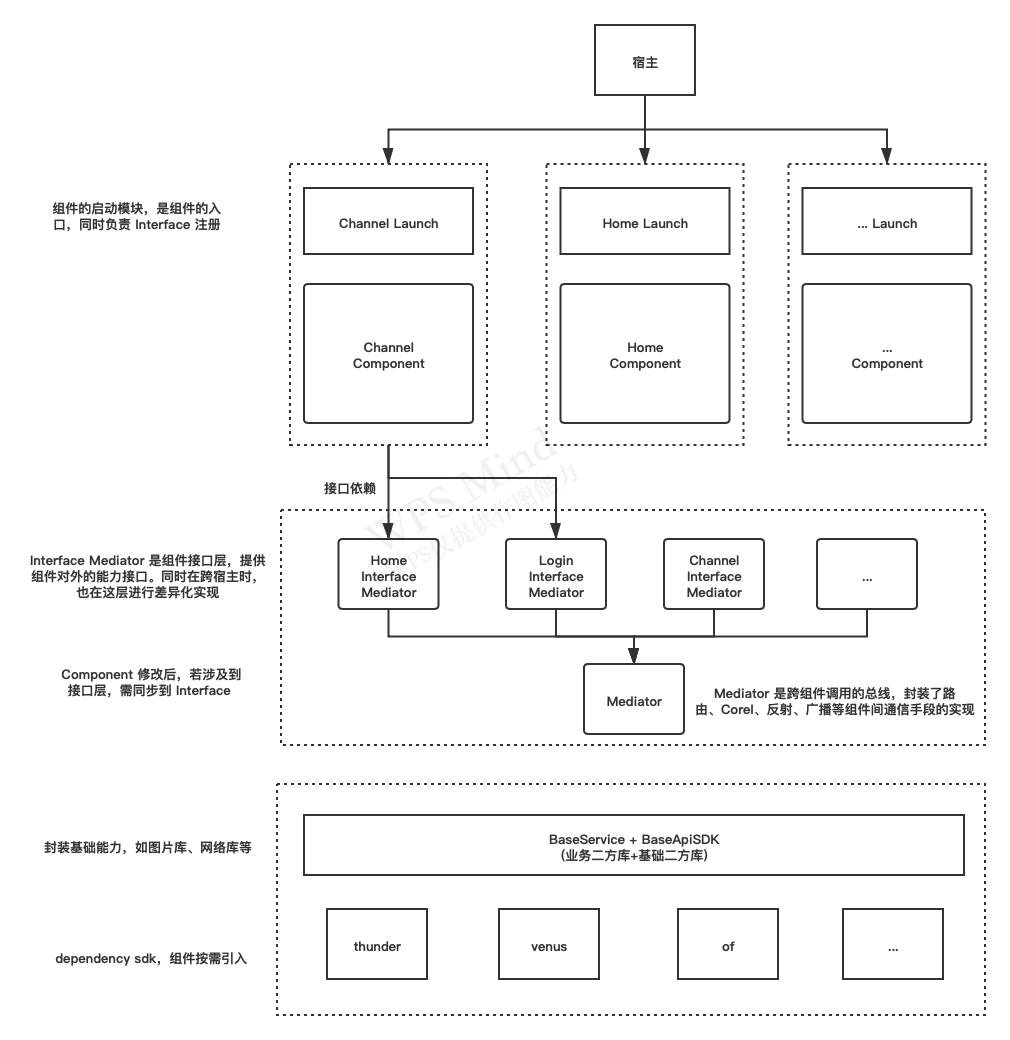 宿主
组件的启动模块，是组件的入
口，同时负责 Interface 注册
Channel Launch
Home Launch
... Launch
Channel
Component
Home
Component
...
Component
WPS Mind
WPS仅提供作图能力
接口依赖
Interface Mediator 是组件接口层，提供
组件对外的能力接口。同时在跨宿主时，
也在这层进行差异化实现
Home
Interface
Mediator
Login
Interface
Mediator
Channel
Interface
Mediator
...
Component 修改后，若涉及到
接口层，需同步到 Interface
Mediator
Mediator 是跨组件调用的总线，封装了路
由、Corel、反射、广播等组件间通信手段的实现
封装基础能力，如图片库、网络库等
BaseService + BaseApiSDK
(业务二方库+基础二方库)
dependency sdk，组件按需引入
thunder
venus
of
...